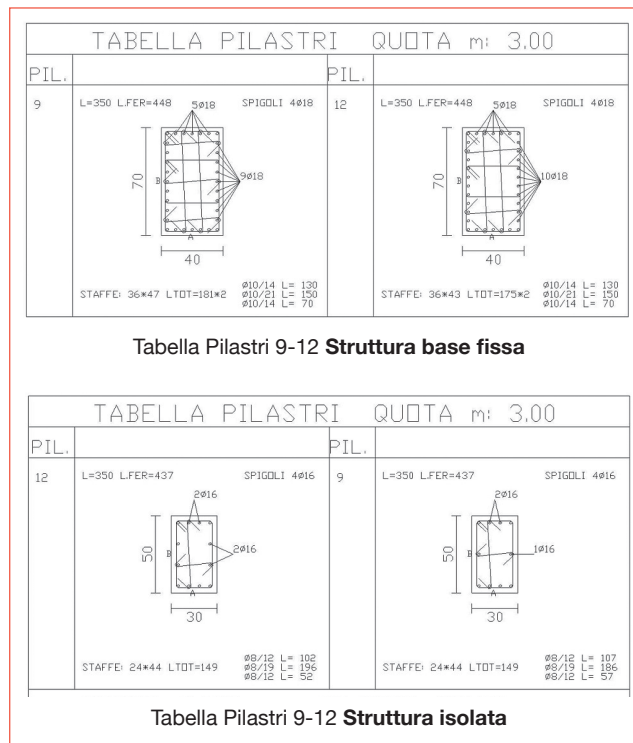 TABELLA PILASTRI QUOTA m: 3.00
PIL.
PIL.
9
L=350 L.FER=448
5Ø18
SPIGOLI 4Ø18
9Ø18
70
B
A
40
STAFFE: 36*47 LTOT=181*2
Ø10/14 L= 130
Ø10/21 L= 150
Ø10/14 L= 70
12
L=350 L.FER=448
5Ø18
SPIGOLI 4Ø18
10Ø18
70
B
A
40
STAFFE: 36*43 LTOT=175*2
Ø10/14 L= 130
Ø10/21 L= 150
Ø10/14 L= 70
Tabella Pilastri 9-12 Struttura base fissa
TABELLA PILASTRI QUOTA m: 3.00
PIL.
PIL.
12
L=350 L.FER=437
SPIGOLI 4Ø16
2Ø16
2Ø16
50
B
A
30
STAFFE: 24*44 LTOT=149
Ø8/12 L= 102
Ø8/19 L= 196
Ø8/12 L= 52
9
L=350 L.FER=437
SPIGOLI 4Ø16
2Ø16
1Ø16
50
B
A
30
STAFFE: 24*44 LTOT=149
Ø8/12 L= 107
Ø8/19 L= 186
Ø8/12 L= 57
Tabella Pilastri 9-12 Struttura isolata